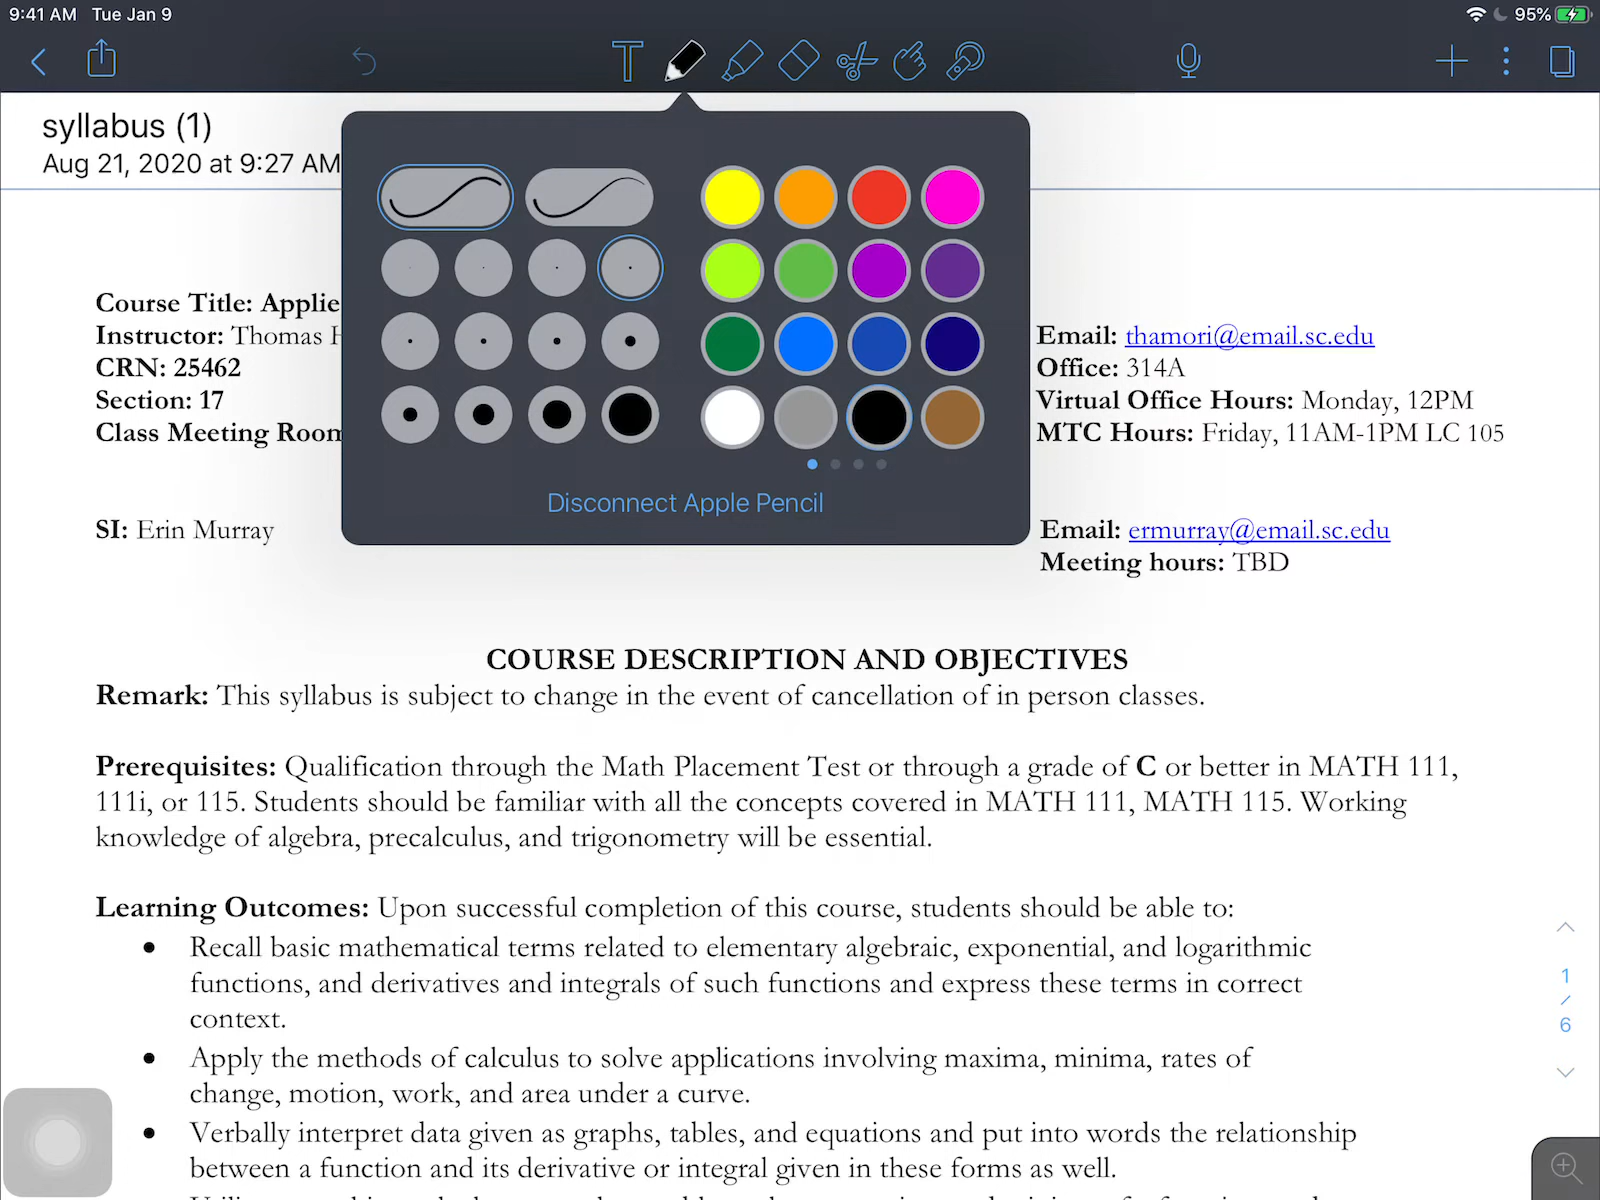 9:41 AM Tue Jan 9
95%
syllabus (1)
Aug 21, 2020 at 9:27 AM
Disconnect Apple Pencil
Course Title: Applie
Instructor: Thomas
CRN: 25462
Section: 17
Class Meeting Room
Email: thamori@email.sc.edu
Office: 314A
Virtual Office Hours: Monday, 12PM
MTC Hours: Friday, 11AM-1PM LC 105
SI: Erin Murray
Email: ermurray@email.sc.edu
Meeting hours: TBD
COURSE DESCRIPTION AND OBJECTIVES
Remark: This syllabus is subject to change in the event of cancellation of in person classes.
Prerequisites: Qualification through the Math Placement Test or through a grade of C or better in MATH 111,
111i, or 115. Students should be familiar with all the concepts covered in MATH 111, MATH 115. Working
knowledge of algebra, precalculus, and trigonometry will be essential.
Learning Outcomes: Upon successful completion of this course, students should be able to:
• Recall basic mathematical terms related to elementary algebraic, exponential, and logarithmic
functions, and derivatives and integrals of such functions and express these terms in correct
context.
• Apply the methods of calculus to solve applications involving maxima, minima, rates of
change, motion, work, and area under a curve.
• Verbally interpret data given as graphs, tables, and equations and put into words the relationship
between a function and its derivative or integral given in these forms as well.
1
/
6